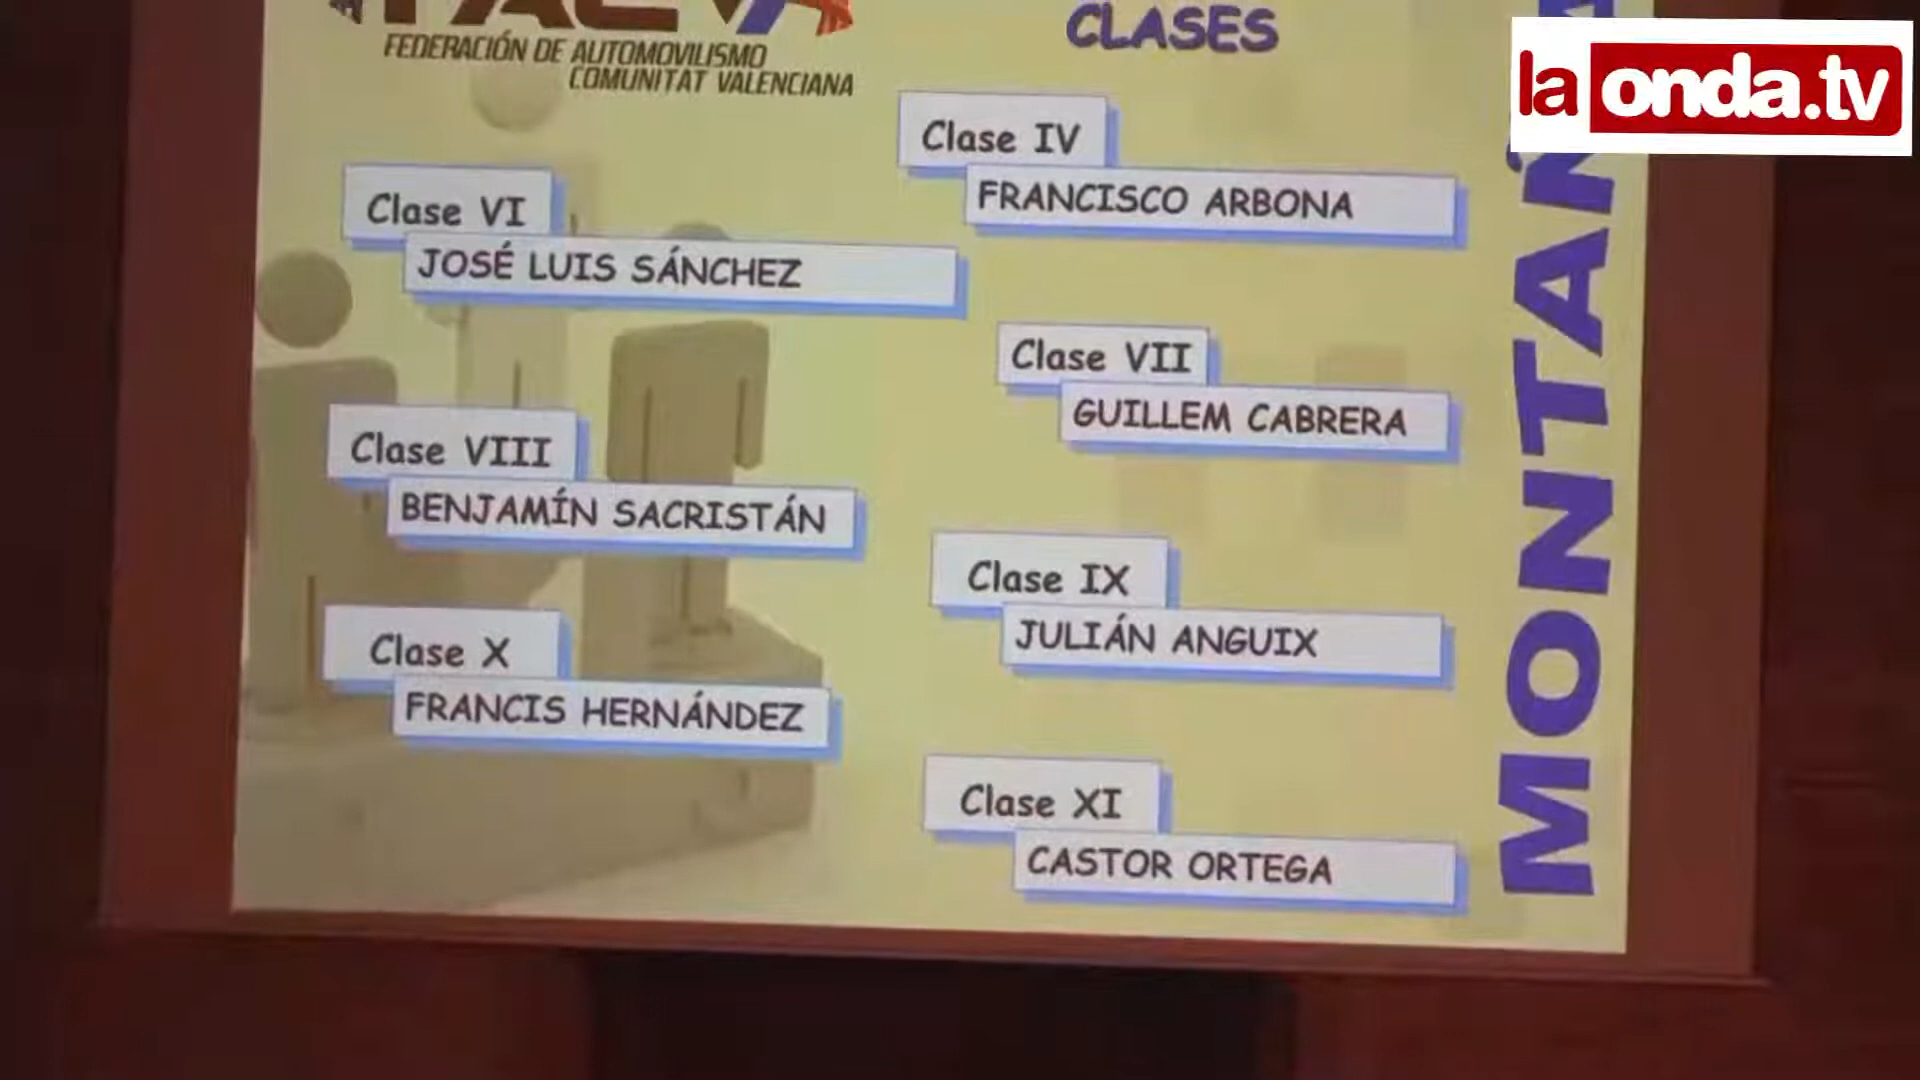 FEDERACIÓN DE AUTOMOVILISMO
COMUNITAT VALENCIANA
CLASES
Clase IV
FRANCISCO ARBONA
Clase VI
JOSÉ LUIS SÁNCHEZ
Clase VII
GUILLEM CABRERA
Clase VIII
BENJAMÍN SACRISTÁN
Clase IX
JULIÁN ANGUIX
Clase X
FRANCIS HERNÁNDEZ
Clase XI
CASTOR ORTEGA
la onda.tv